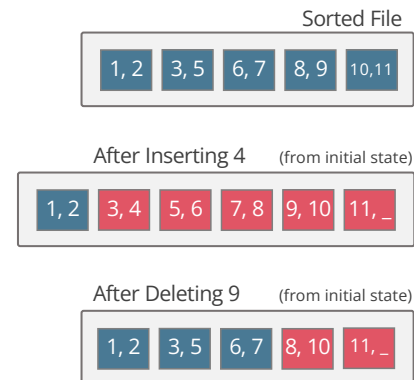 Sorted File
1, 2 3, 5 6, 7 8, 9 10,11
After Inserting 4 (from initial state)
1, 2 3, 4 5, 6 7, 8 9, 10 11, _
After Deleting 9 (from initial state)
1, 2 3, 5 6, 7 8, 10 11, _